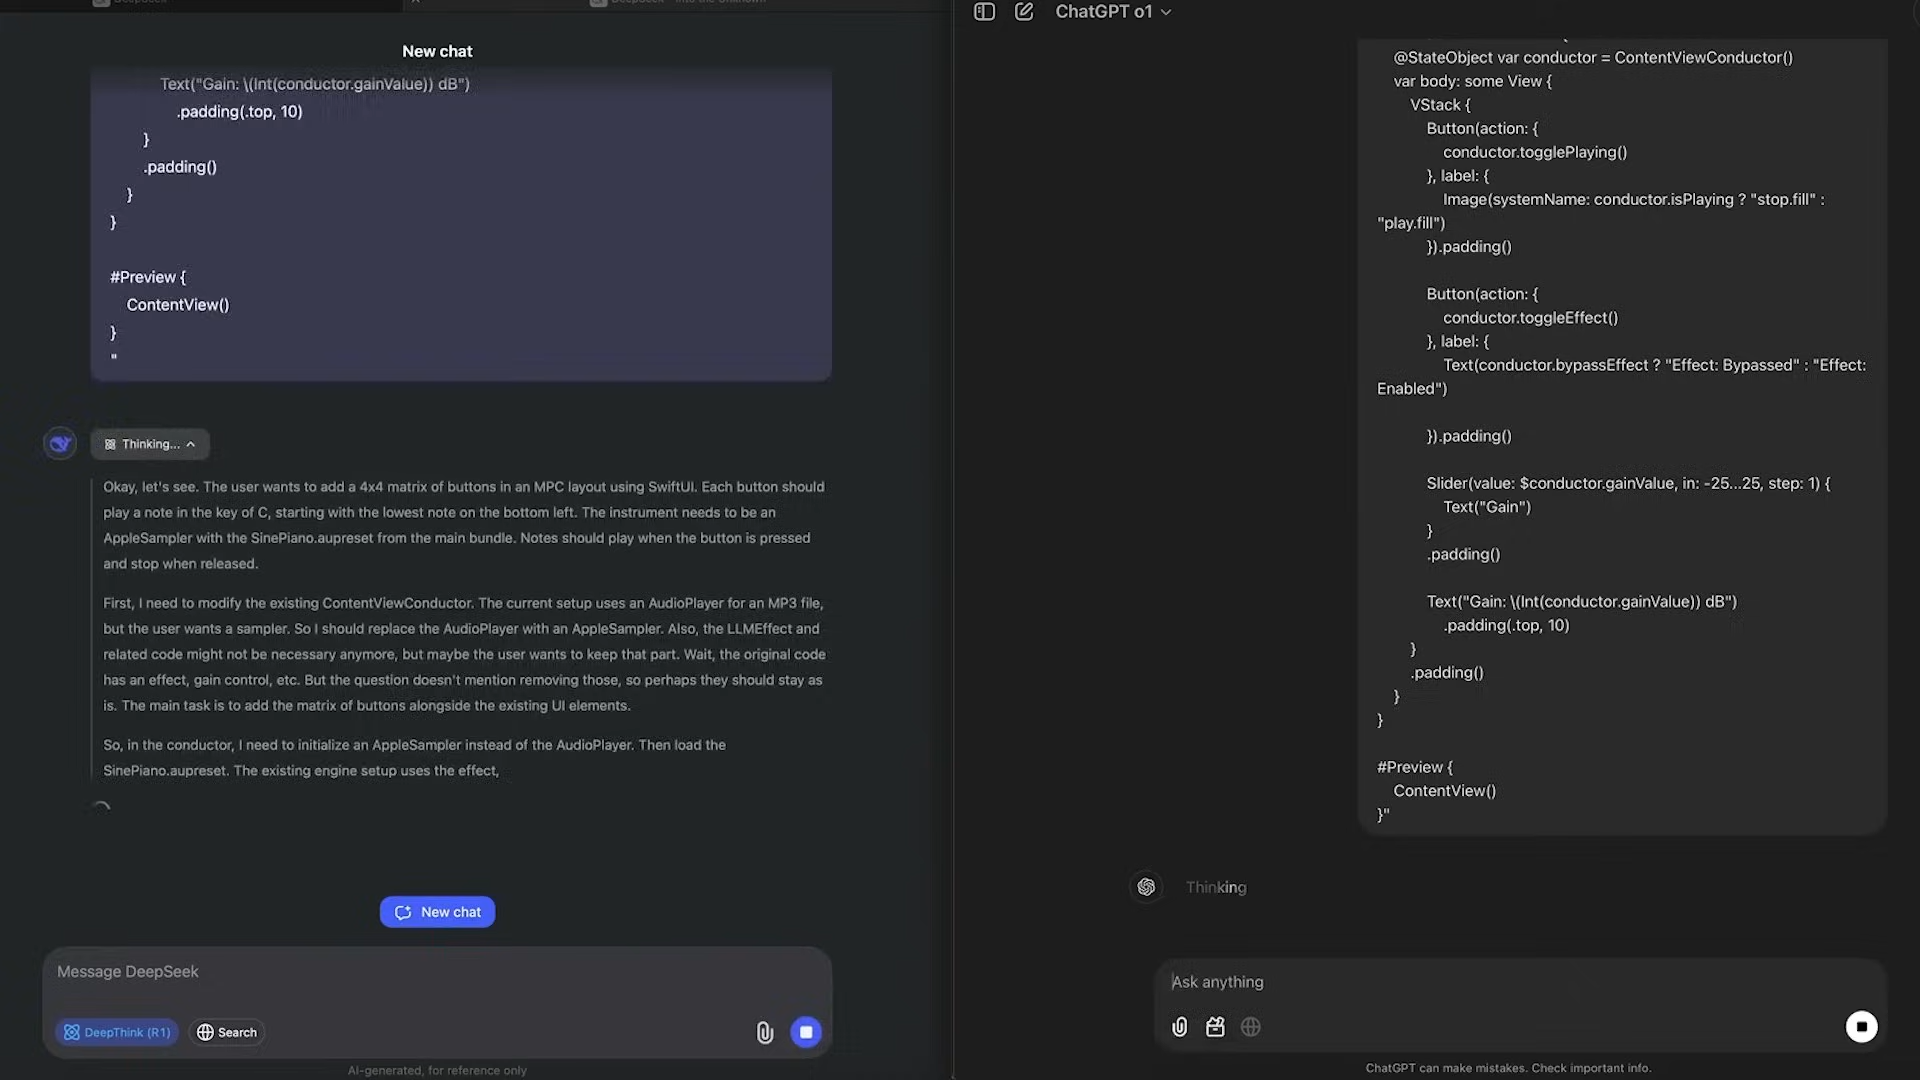 DeepSeek
DeepSeek - Into the Unknown
New chat
Text("Gain: \(Int(conductor.gainValue)) dB")
.padding(.top, 10)
}
.padding()
}
}
#Preview {
ContentView()
}
"
Thinking...
Okay, let's see. The user wants to add a 4x4 matrix of buttons in an MPC layout using SwiftUI. Each button should
play a note in the key of C, starting with the lowest note on the bottom left. The instrument needs to be an
AppleSampler with the SinePiano.aupreset from the main bundle. Notes should play when the button is pressed
and stop when released.
First, I need to modify the existing ContentViewConductor. The current setup uses an AudioPlayer for an MP3 file,
but the user wants a sampler. So I should replace the AudioPlayer with an AppleSampler. Also, the LLMEffect and
related code might not be necessary anymore, but maybe the user wants to keep that part. Wait, the original code
has an effect, gain control, etc. But the question doesn't mention removing those, so perhaps they should stay as
is. The main task is to add the matrix of buttons alongside the existing UI elements.
So, in the conductor, I need to initialize an AppleSampler instead of the AudioPlayer. Then load the
SinePiano.aupreset. The existing engine setup uses the effect,
New chat
Message DeepSeek
DeepThink (R1)
Search
AI-generated, for reference only
ChatGPT o1
@StateObject var conductor = ContentViewConductor()
var body: some View {
VStack {
Button(action: {
conductor.togglePlaying()
}, label: {
Image(systemName: conductor.isPlaying ? "stop.fill" :
"play.fill")
}).padding()
Button(action: {
conductor.toggleEffect()
}, label: {
Text(conductor.bypassEffect ? "Effect: Bypassed" : "Effect:
Enabled")
}).padding()
Slider(value: $conductor.gainValue, in: -25...25, step: 1) {
Text("Gain")
}
.padding()
Text("Gain: \(Int(conductor.gainValue)) dB")
.padding(.top, 10)
}
.padding()
}
}
#Preview {
ContentView()
}"
Thinking
Ask anything
ChatGPT can make mistakes. Check important info.